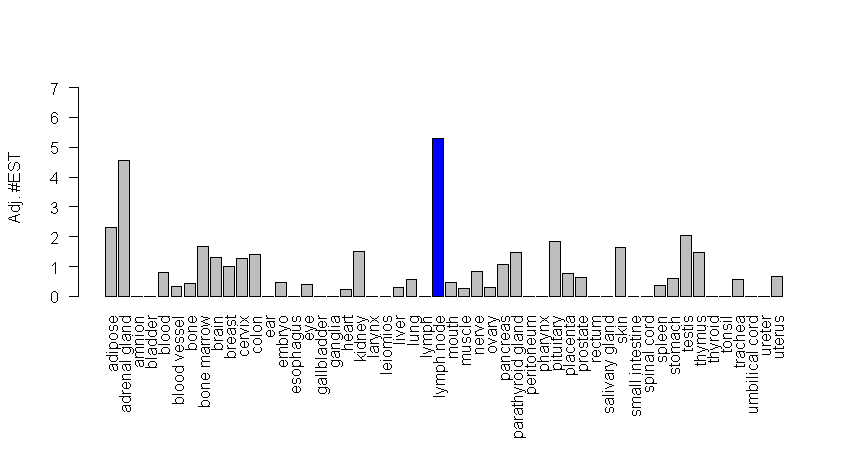 7
6
5
4
3
2
1
0
Adj. #EST
adipose
adrenal gland
amnion
bladder
blood
blood vessel
bone
bone marrow
brain
breast
cervix
colon
ear
embryo
esophagus
eye
gallbladder
ganglia
heart
kidney
larynx
leiomios
liver
lung
lymph
lymph node
mouth
muscle
nerve
ovary
pancreas
parathyroid gland
peritoneum
pharynx
pituitary
placenta
prostate
rectum
salivary gland
skin
small intestine
spinal cord
spleen
stomach
testis
thymus
thyroid
tonsil
trachea
umbilical cord
ureter
uterus